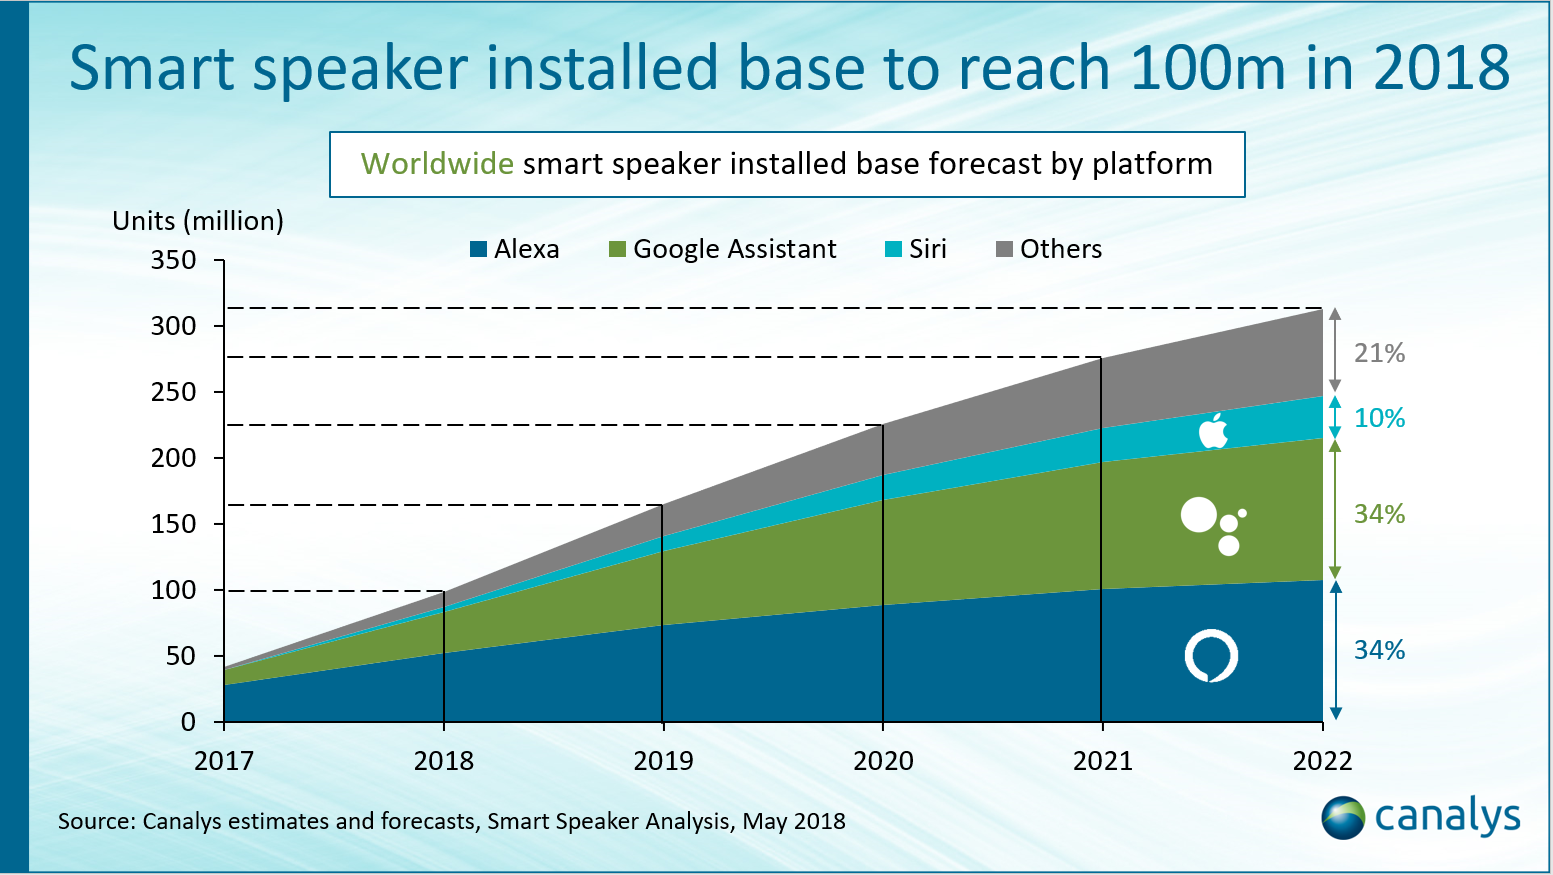 Smart speaker installed base to reach 100m in 2018
Worldwide smart speaker installed base forecast by platform
Units (million)
Alexa Google Assistant Siri Others
350
300
250
200
150
100
50
0
21%
10%
34%
34%
2017 2018 2019 2020 2021 2022
Source: Canalys estimates and forecasts, Smart Speaker Analysis, May 2018
canalys